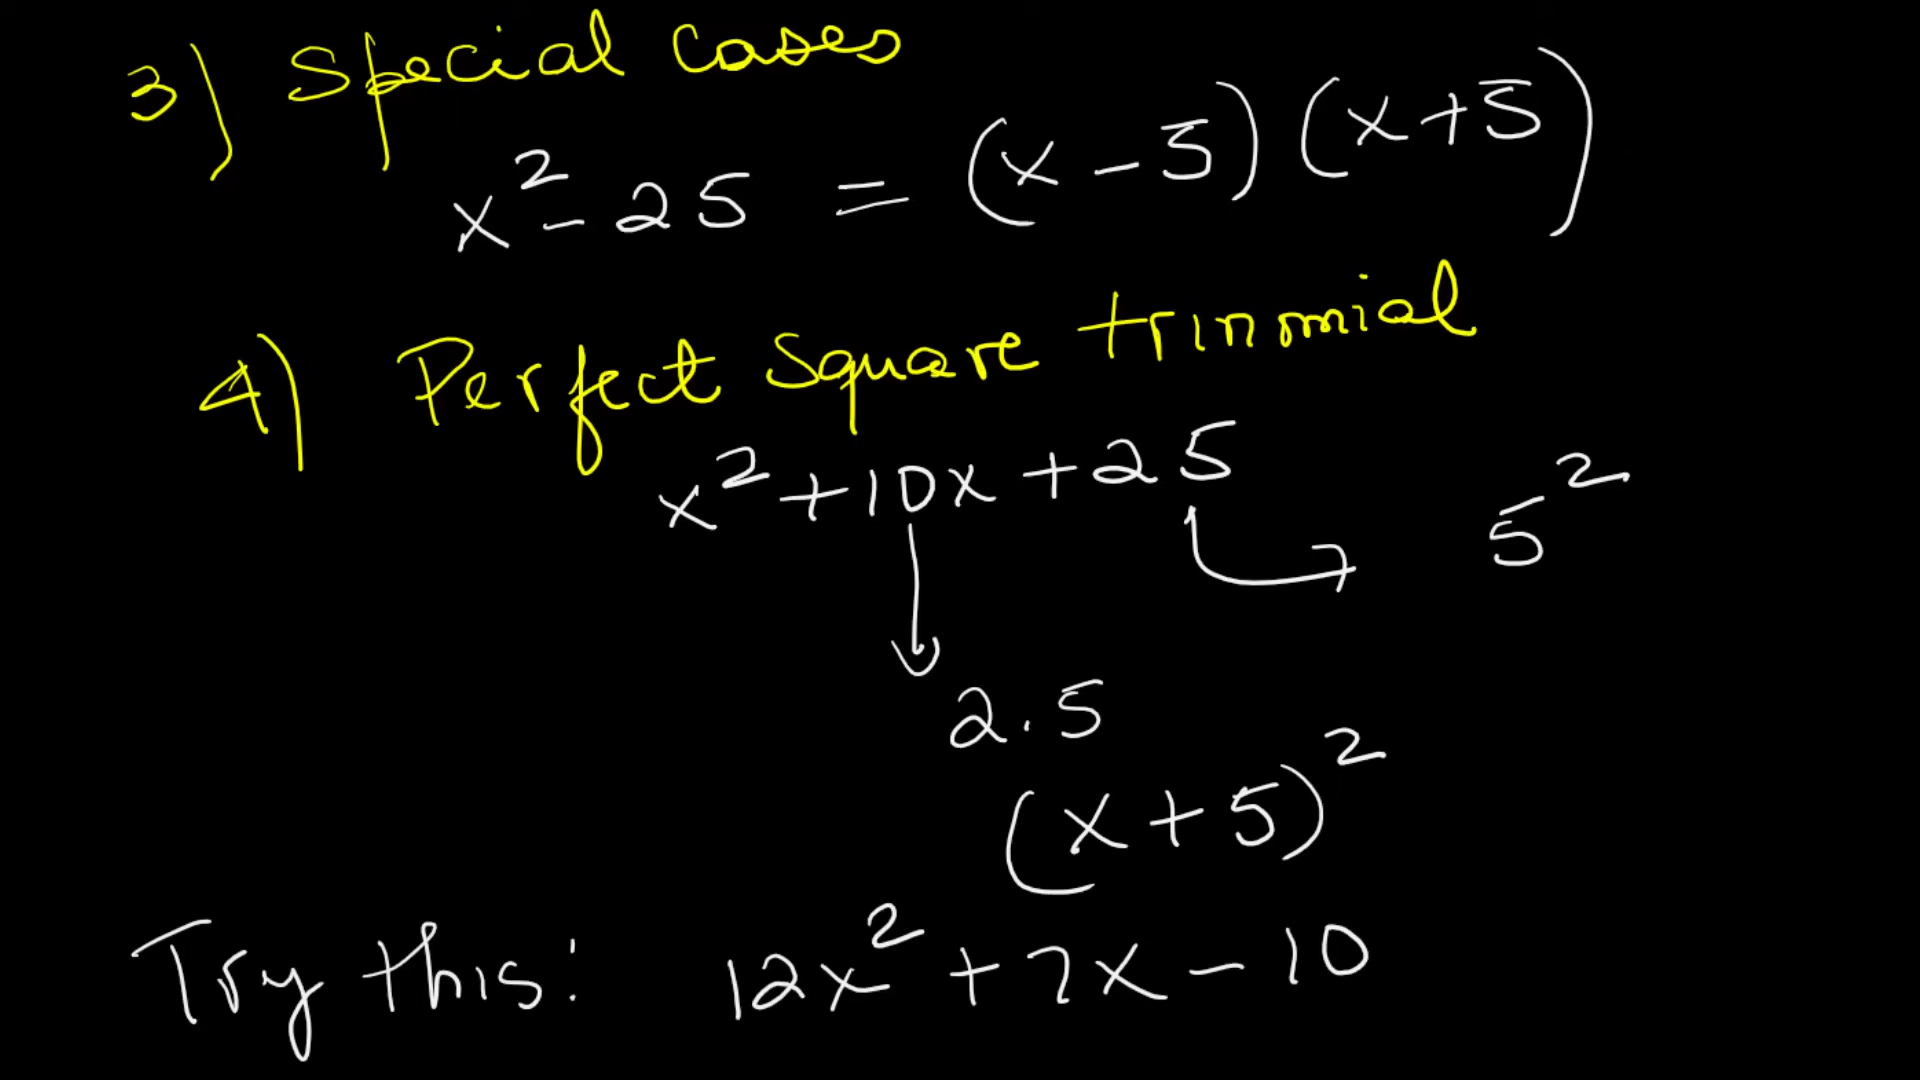 3) Special cases
x² - 25 = (x - 5) (x + 5)
4) Perfect Square trinomial
x² + 10x + 25
5²
2.5
(x + 5)²
Try this: 12x² + 7x - 10